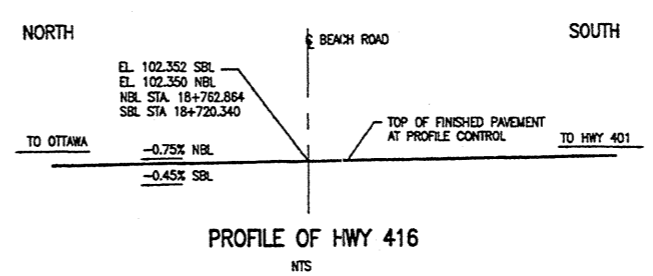 NORTH
SOUTH
℄ BEACH ROAD
EL. 102.352 SBL
EL. 102.350 NBL
NBL STA. 18+762.864
SBL STA 18+720.340
TOP OF FINISHED PAVEMENT
AT PROFILE CONTROL
TO OTTAWA
TO HWY 401
-0.75% NBL
-0.45% SBL
PROFILE OF HWY 416
NTS